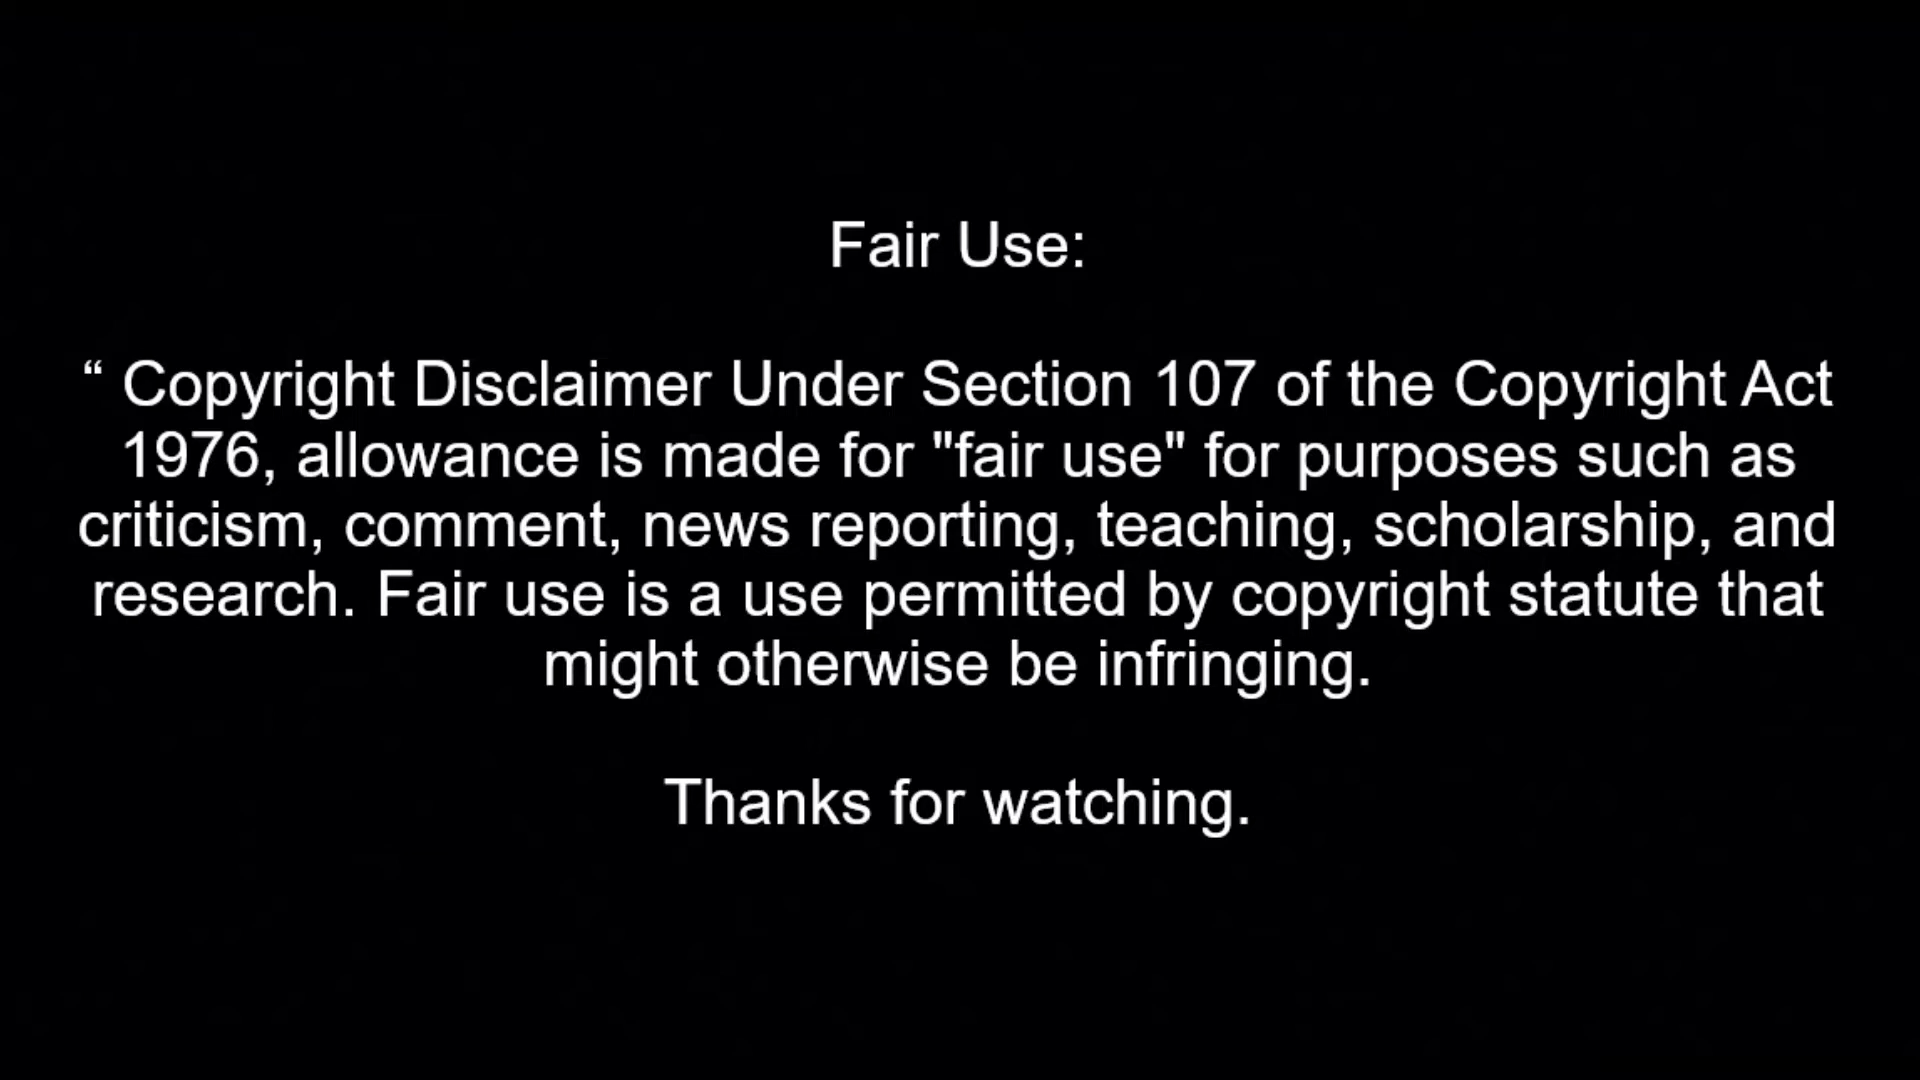 Fair Use:
“ Copyright Disclaimer Under Section 107 of the Copyright Act
1976, allowance is made for "fair use" for purposes such as
criticism, comment, news reporting, teaching, scholarship, and
research. Fair use is a use permitted by copyright statute that
might otherwise be infringing.
Thanks for watching.